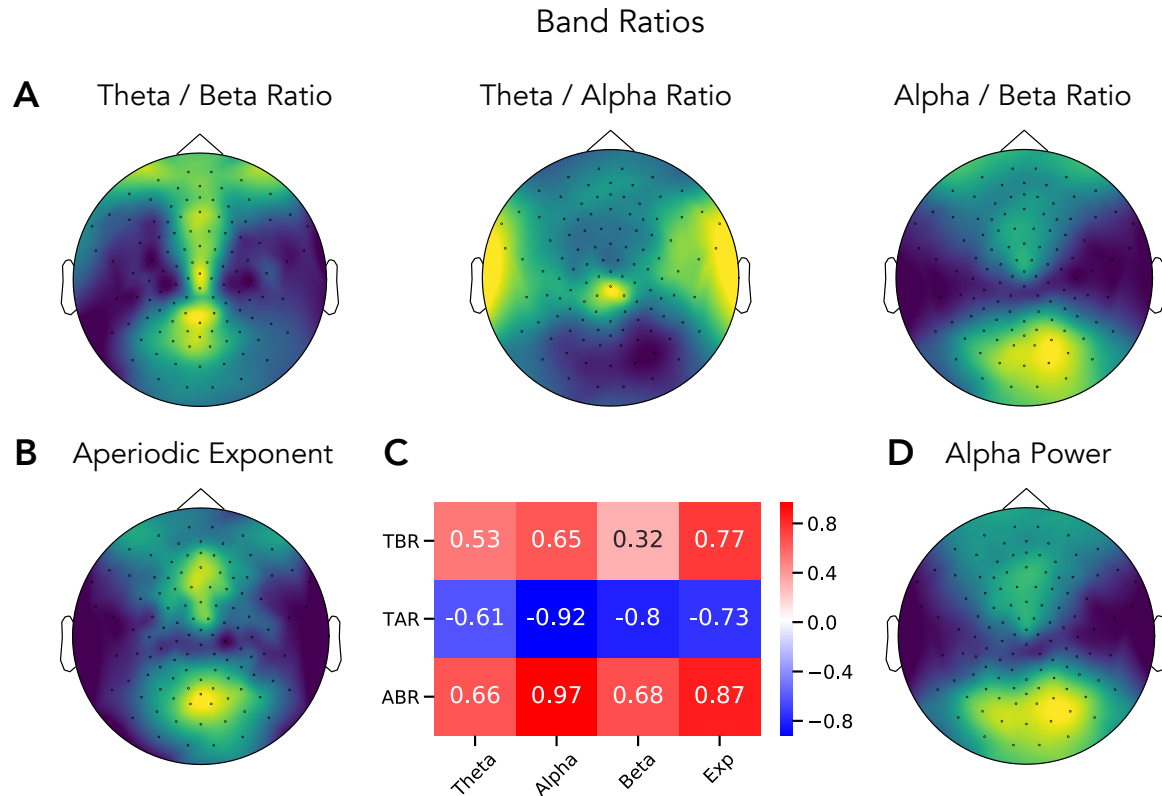 Band Ratios
A Theta / Beta Ratio Theta / Alpha Ratio Alpha / Beta Ratio
B Aperiodic Exponent C D Alpha Power
TBR 0.53 0.65 0.32 0.77
TAR -0.61 -0.92 -0.8 -0.73
ABR 0.66 0.97 0.68 0.87
Theta Alpha Beta Exp
0.8
0.4
0.0
−0.4
−0.8